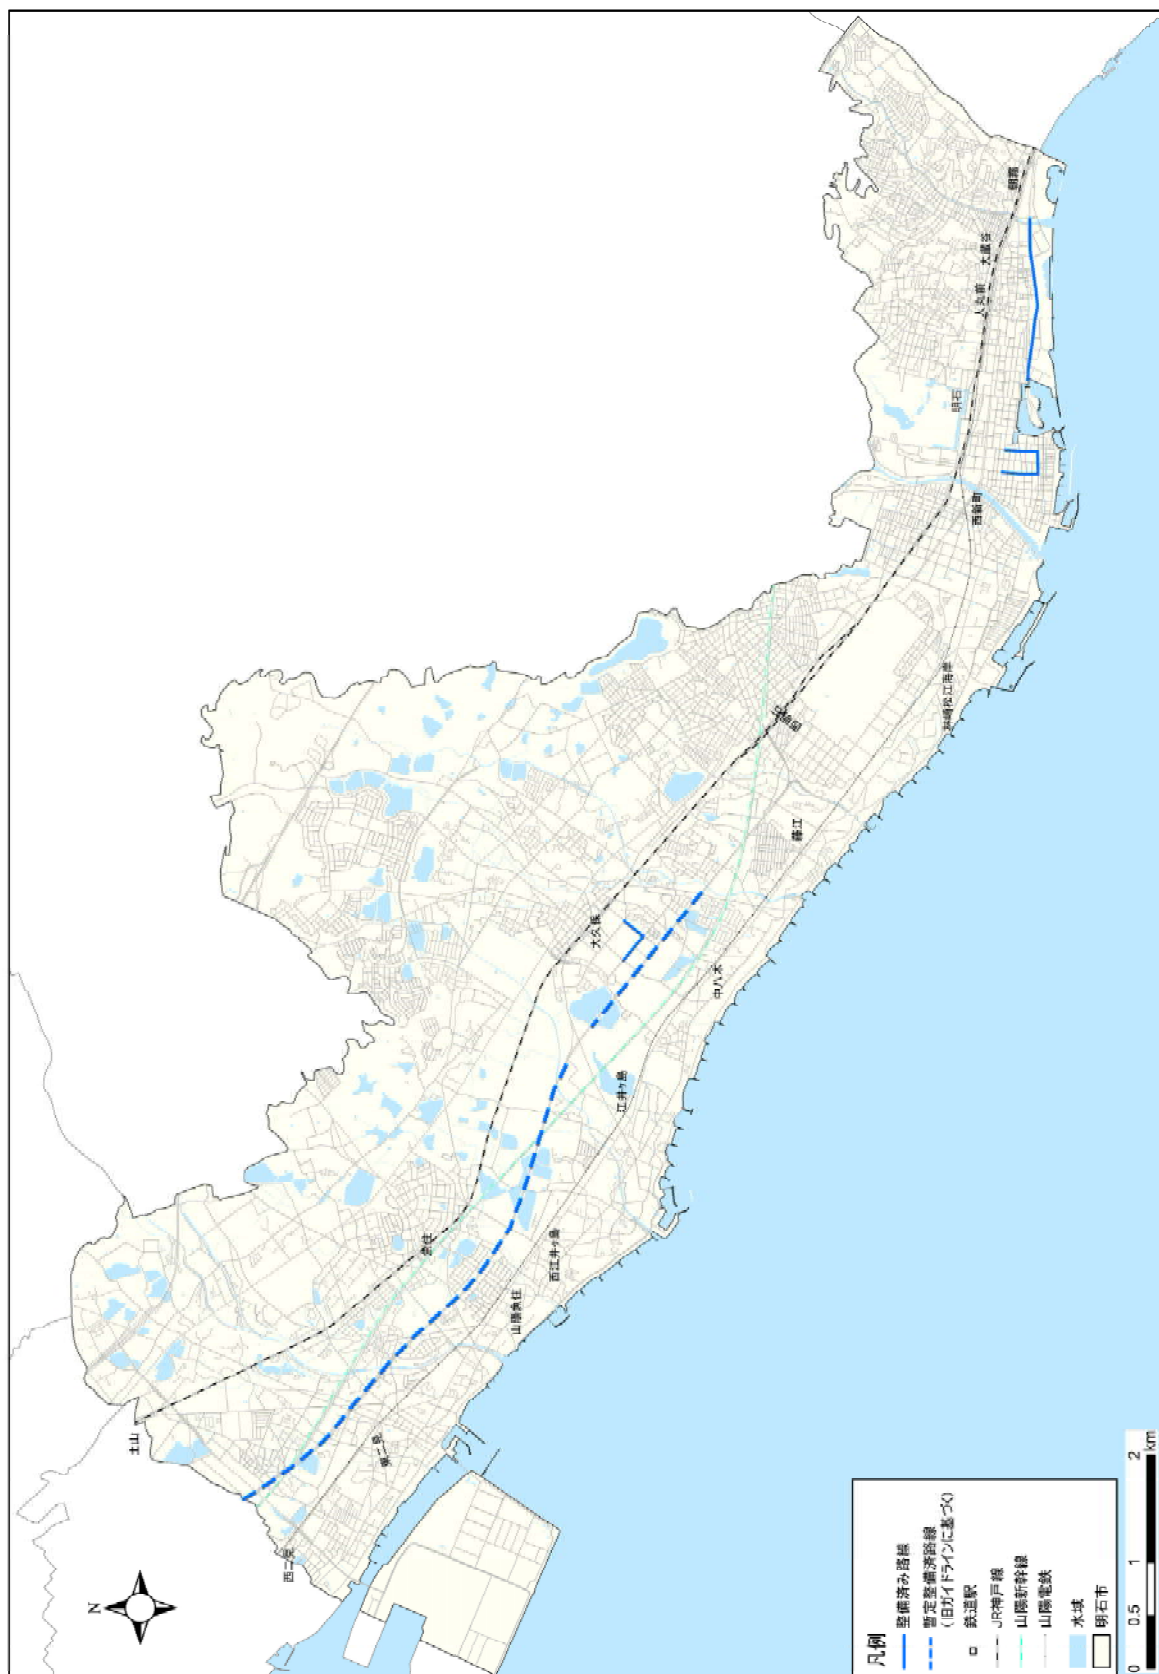 N
土山
西二見
東二見
魚住
山陽魚住
西江井ヶ島
江井ヶ島
大久保
中八木
藤江
西明石
林崎松江海岸
西新町
明石
人丸前
大蔵谷
朝霧
凡例
整備済み路線
暫定整備済路線
(旧ガイドラインに基づく)
鉄道駅
JR神戸線
山陽新幹線
山陽電鉄
水域
明石市
0 0.5 1 2
km